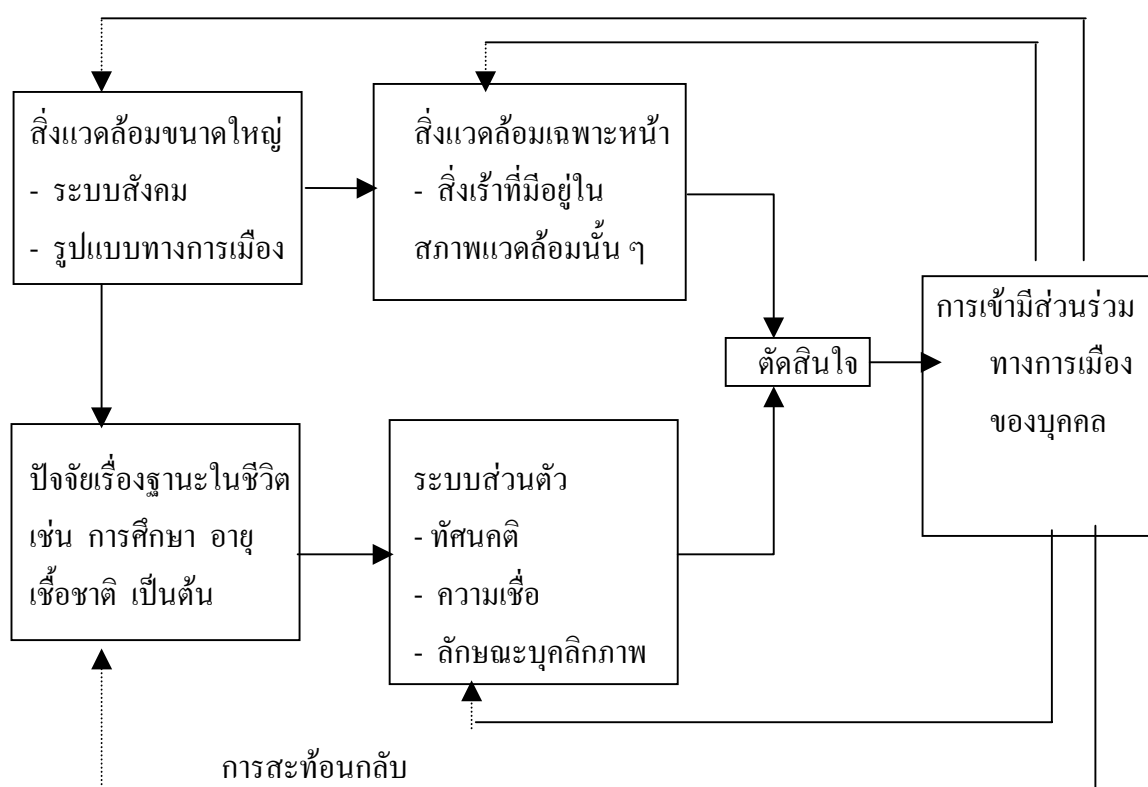 สิ่งแวดล้อมขนาดใหญ่
- ระบบสังคม
- รูปแบบทางการเมือง
สิ่งแวดล้อมเฉพาะหน้า
- สิ่งเร้าที่มีอยู่ใน
สภาพแวดล้อมนั้น ๆ
ตัดสินใจ
การเข้ามีส่วนร่วม
ทางการเมือง
ของบุคคล
ปัจจัยเรื่องฐานะในชีวิต
เช่น การศึกษา อายุ
เชื้อชาติ เป็นต้น
ระบบส่วนตัว
- ทัศนคติ
- ความเชื่อ
- ลักษณะบุคลิกภาพ
การสะท้อนกลับ